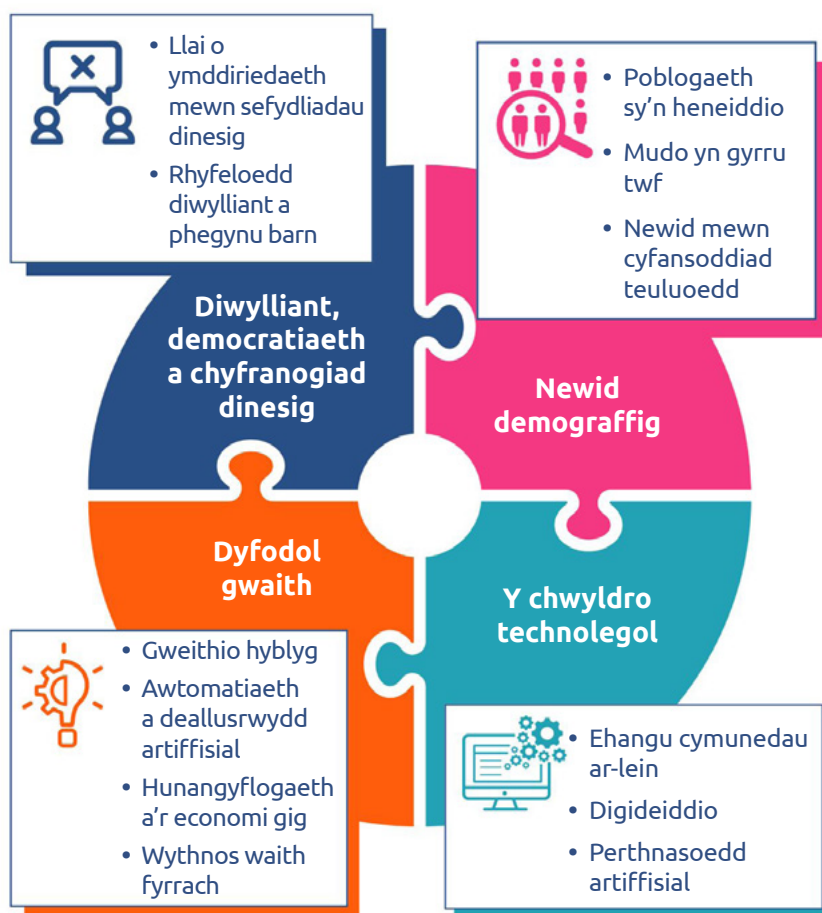 • Llai o
ymddiriedaeth
mewn sefydliadau
dinesig
• Rhyfeloedd
diwylliant a
phegynu barn
Diwylliant,
democratiaeth
a chyfranogiad
dinesig
• Poblogaeth
sy’n heneiddio
• Mudo yn gyrru
twf
• Newid mewn
cyfansoddiad
teuluoedd
Newid
demograffig
Dyfodol
gwaith
• Gweithio hyblyg
• Awtomatiaeth
a deallusrwydd
artiffisial
• Hunangyflogaeth
a’r economi gig
• Wythnos waith
fyrrach
Y chwyldro
technolegol
• Ehangu cymunedau
ar-lein
• Digideiddio
• Perthnasoedd
artiffisial